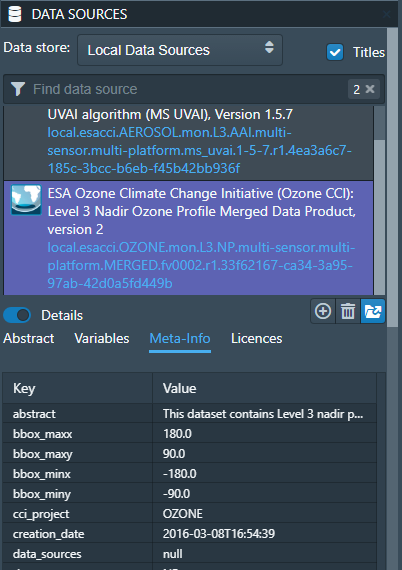 DATA SOURCES
Data store: Local Data Sources Titles
Find data source 2
UVAI algorithm (MS UVAI), Version 1.5.7
local.esacci.AEROSOL.mon.L3.AAI.multi-
sensor.multi-platform.ms_uvai.1-5-7.r1.4ea3a6c7-
185c-3bcc-b6eb-f45b42bb936f
ESA Ozone Climate Change Initiative (Ozone CCI):
Level 3 Nadir Ozone Profile Merged Data Product,
version 2
local.esacci.OZONE.mon.L3.NP.multi-sensor.multi-
platform.MERGED.fv0002.r1.33f62167-ca34-3a95-
97ab-42d0a5fd449b
Details
Abstract Variables Meta-Info Licences
Key Value
abstract This dataset contains Level 3 nadir p...
bbox_maxx 180.0
bbox_maxy 90.0
bbox_minx -180.0
bbox_miny -90.0
cci_project OZONE
creation_date 2016-03-08T16:54:39
data_sources null